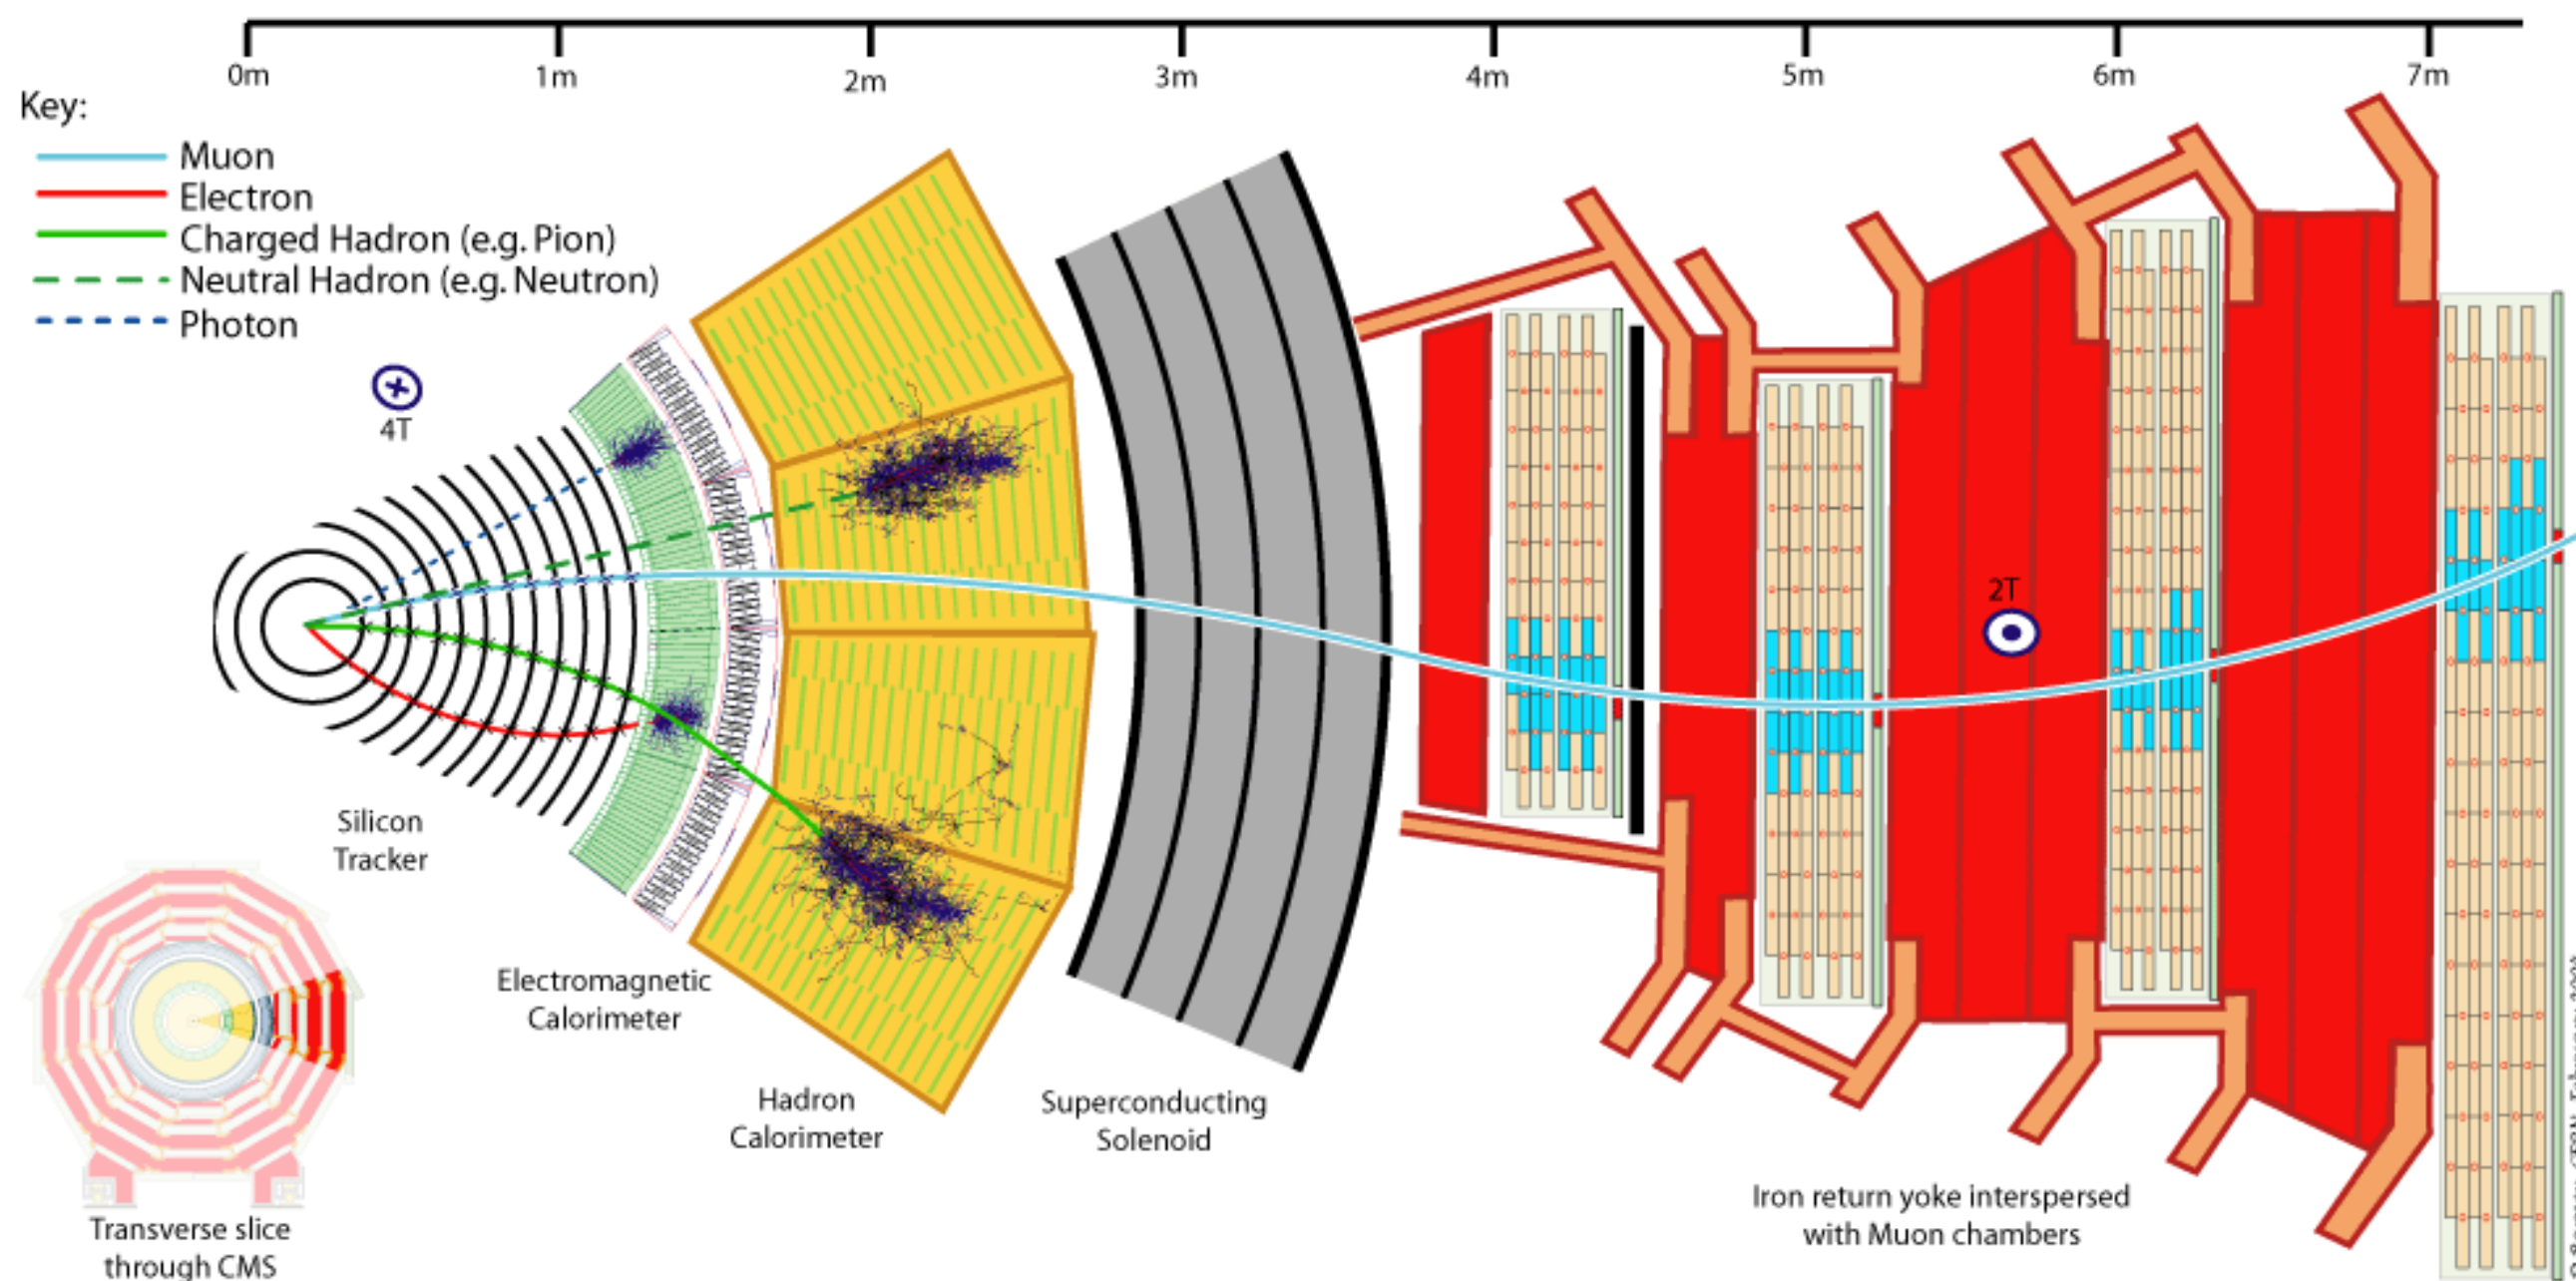 0m
1m
2m
3m
4m
5m
6m
7m
Key:
Muon
Electron
Charged Hadron (e.g. Pion)
Neutral Hadron (e.g. Neutron)
Photon
4T
2T
Silicon
Tracker
Electromagnetic
Calorimeter
Hadron
Calorimeter
Superconducting
Solenoid
Iron return yoke interspersed
with Muon chambers
Transverse slice
through CMS